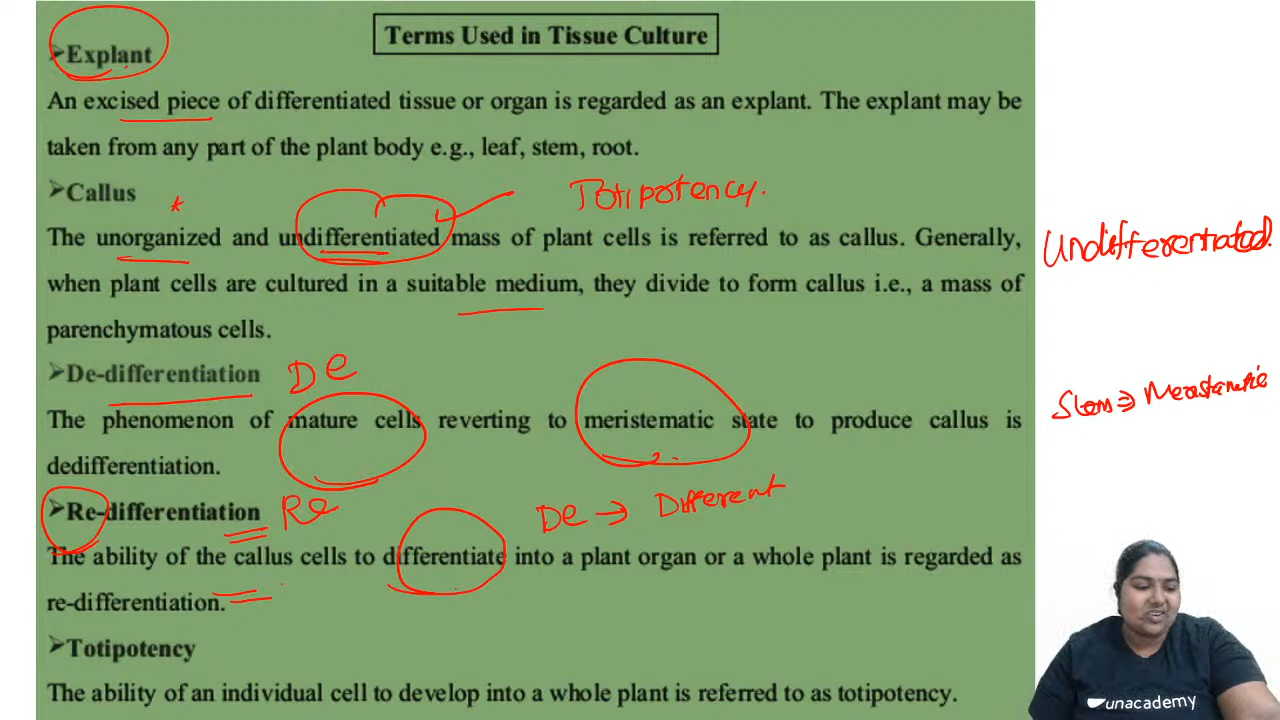 Terms Used in Tissue Culture
➢Explant
An excised piece of differentiated tissue or organ is regarded as an explant. The explant may be
taken from any part of the plant body e.g., leaf, stem, root.
➢Callus
*
Totipotency.
The unorganized and undifferentiated mass of plant cells is referred to as callus. Generally,
Undifferentiated.
when plant cells are cultured in a suitable medium, they divide to form callus i.e., a mass of
parenchymatous cells.
➢De-differentiation
De
The phenomenon of mature cells reverting to meristematic state to produce callus is
⇒
dedifferentiation.
➢Re-differentiation
Re
De → Different
The ability of the callus cells to differentiate into a plant organ or a whole plant is regarded as
re-differentiation.
➢Totipotency
The ability of an individual cell to develop into a whole plant is referred to as totipotency.
unacademy